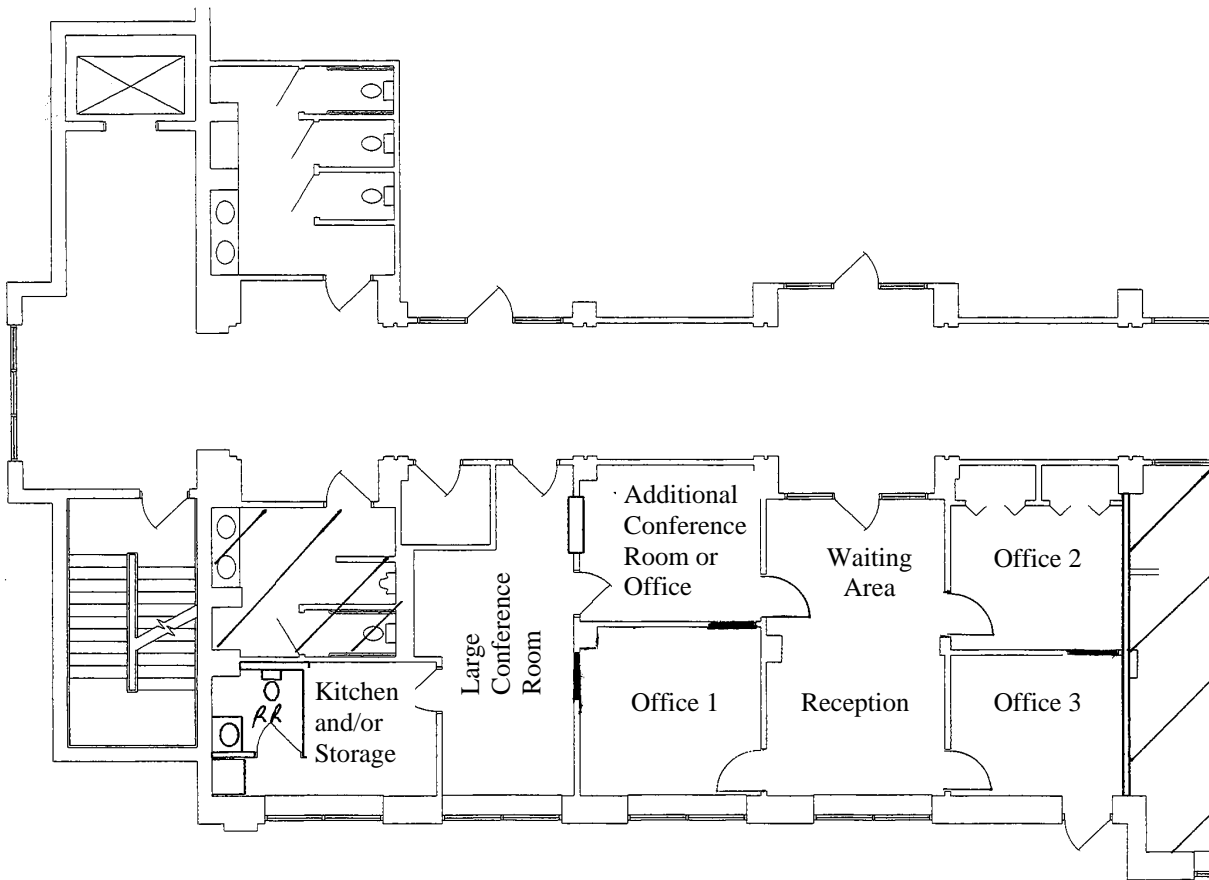 Additional
Conference
Room or
Office
Waiting
Area
Office 2
Large
Conference
Room
Kitchen
and/or
Storage
RR
Office 1
Reception
Office 3